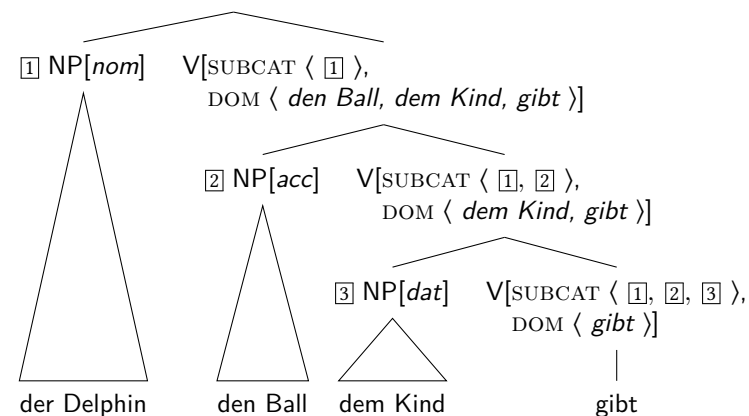 [1] NP[nom] V[SUBCAT ⟨ [1] ⟩,
DOM ⟨ den Ball, dem Kind, gibt ⟩]
[2] NP[acc] V[SUBCAT ⟨ [1], [2] ⟩,
DOM ⟨ dem Kind, gibt ⟩]
[3] NP[dat] V[SUBCAT ⟨ [1], [2], [3] ⟩,
DOM ⟨ gibt ⟩]
der Delphin den Ball dem Kind gibt